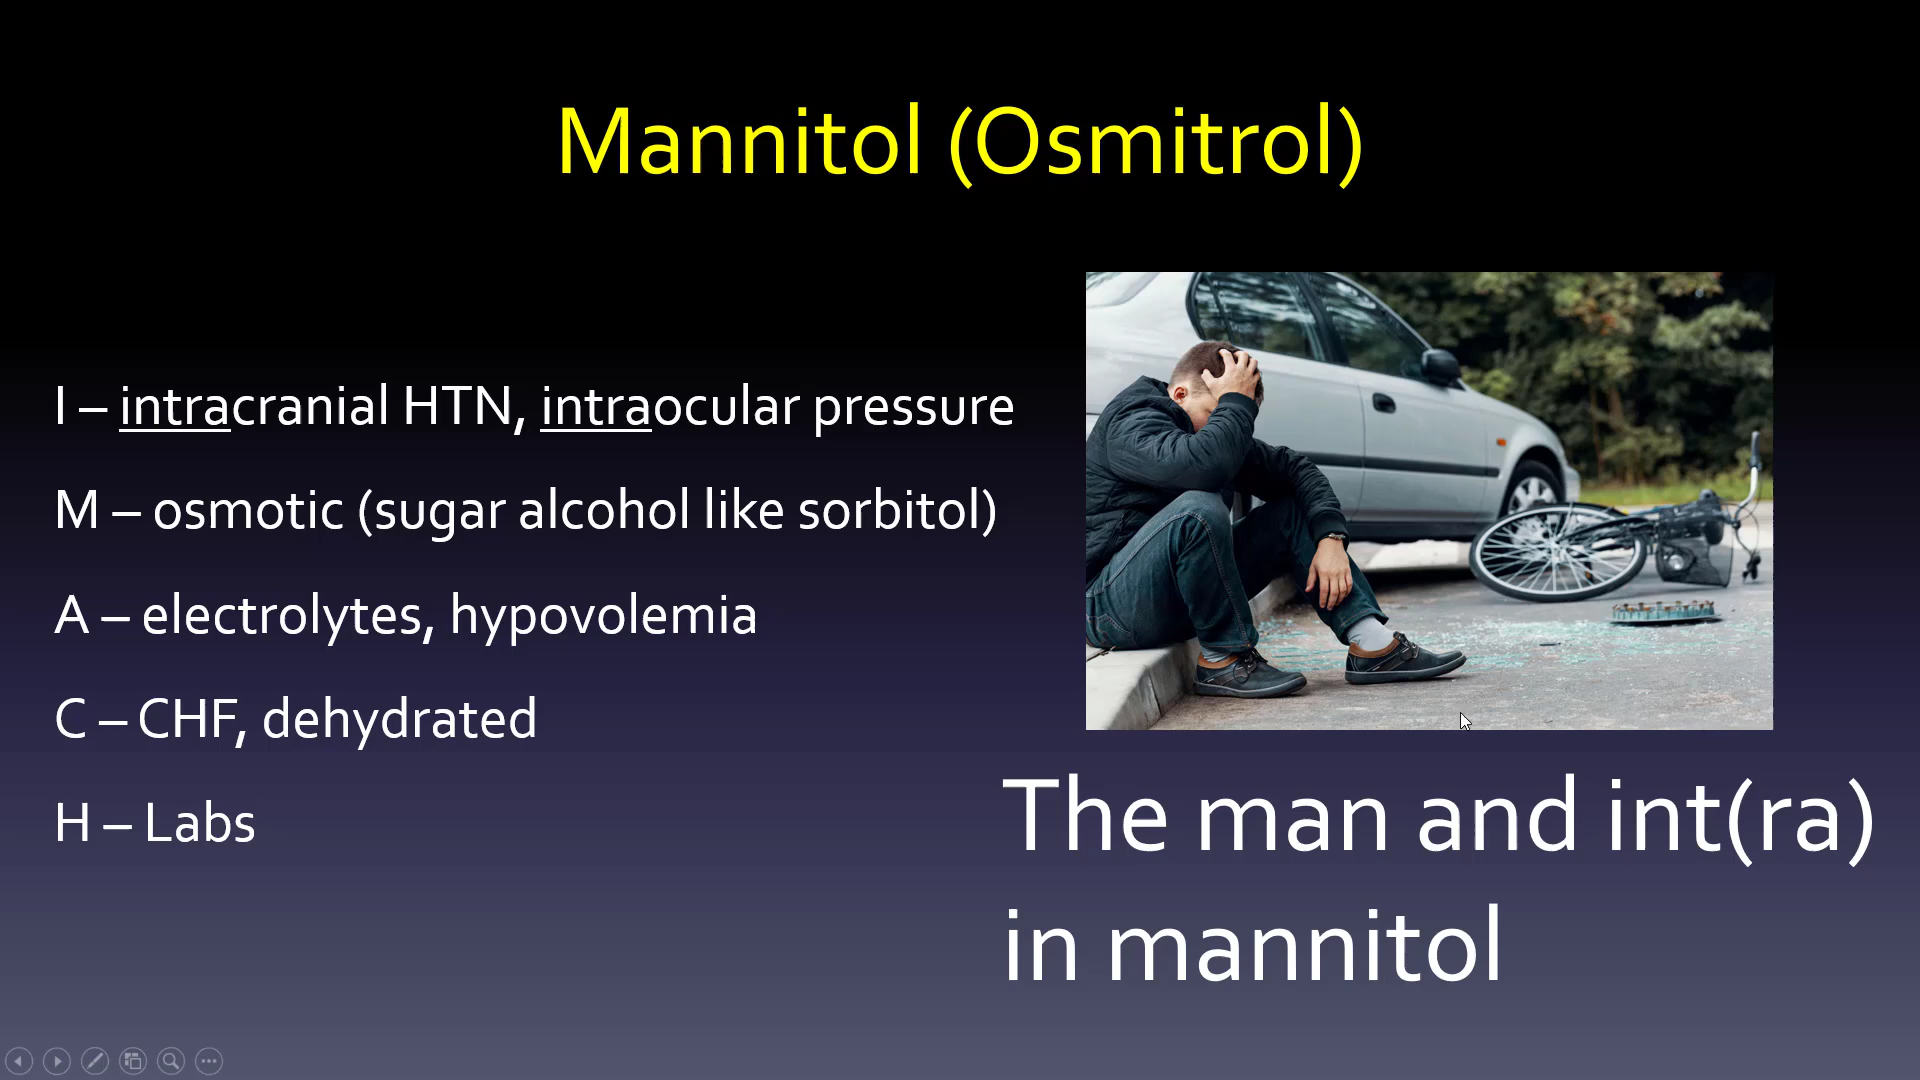 Mannitol (Osmitrol)
I – intracranial HTN, intraocular pressure
M – osmotic (sugar alcohol like sorbitol)
A – electrolytes, hypovolemia
C – CHF, dehydrated
H – Labs
The man and int(ra)
in mannitol